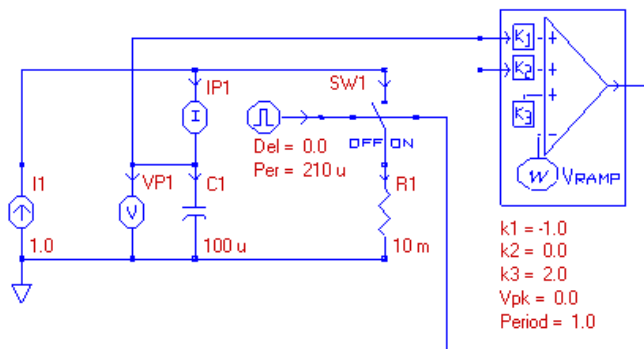 K1
K2
K3
+
+
+
-
W
VRAMP
IP1
I
SW1
OFF ON
Del = 0.0
Per = 210 u
I1
1.0
VP1
V
C1
100 u
R1
10 m
k1 = -1.0
k2 = 0.0
k3 = 2.0
Vpk = 0.0
Period = 1.0